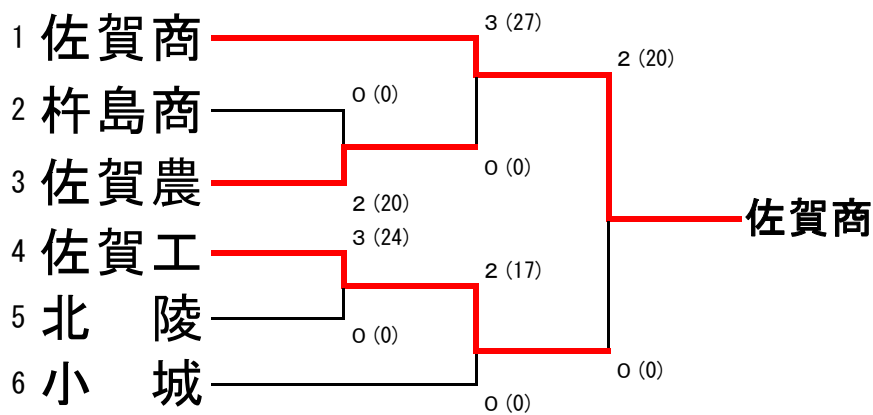 1 佐賀商
2 杵島商
3 佐賀農
4 佐賀工
5 北　陵
6 小　城
0 (0)
2 (20)
3 (24)
0 (0)
3 (27)
0 (0)
2 (17)
0 (0)
2 (20)
0 (0)
佐賀商